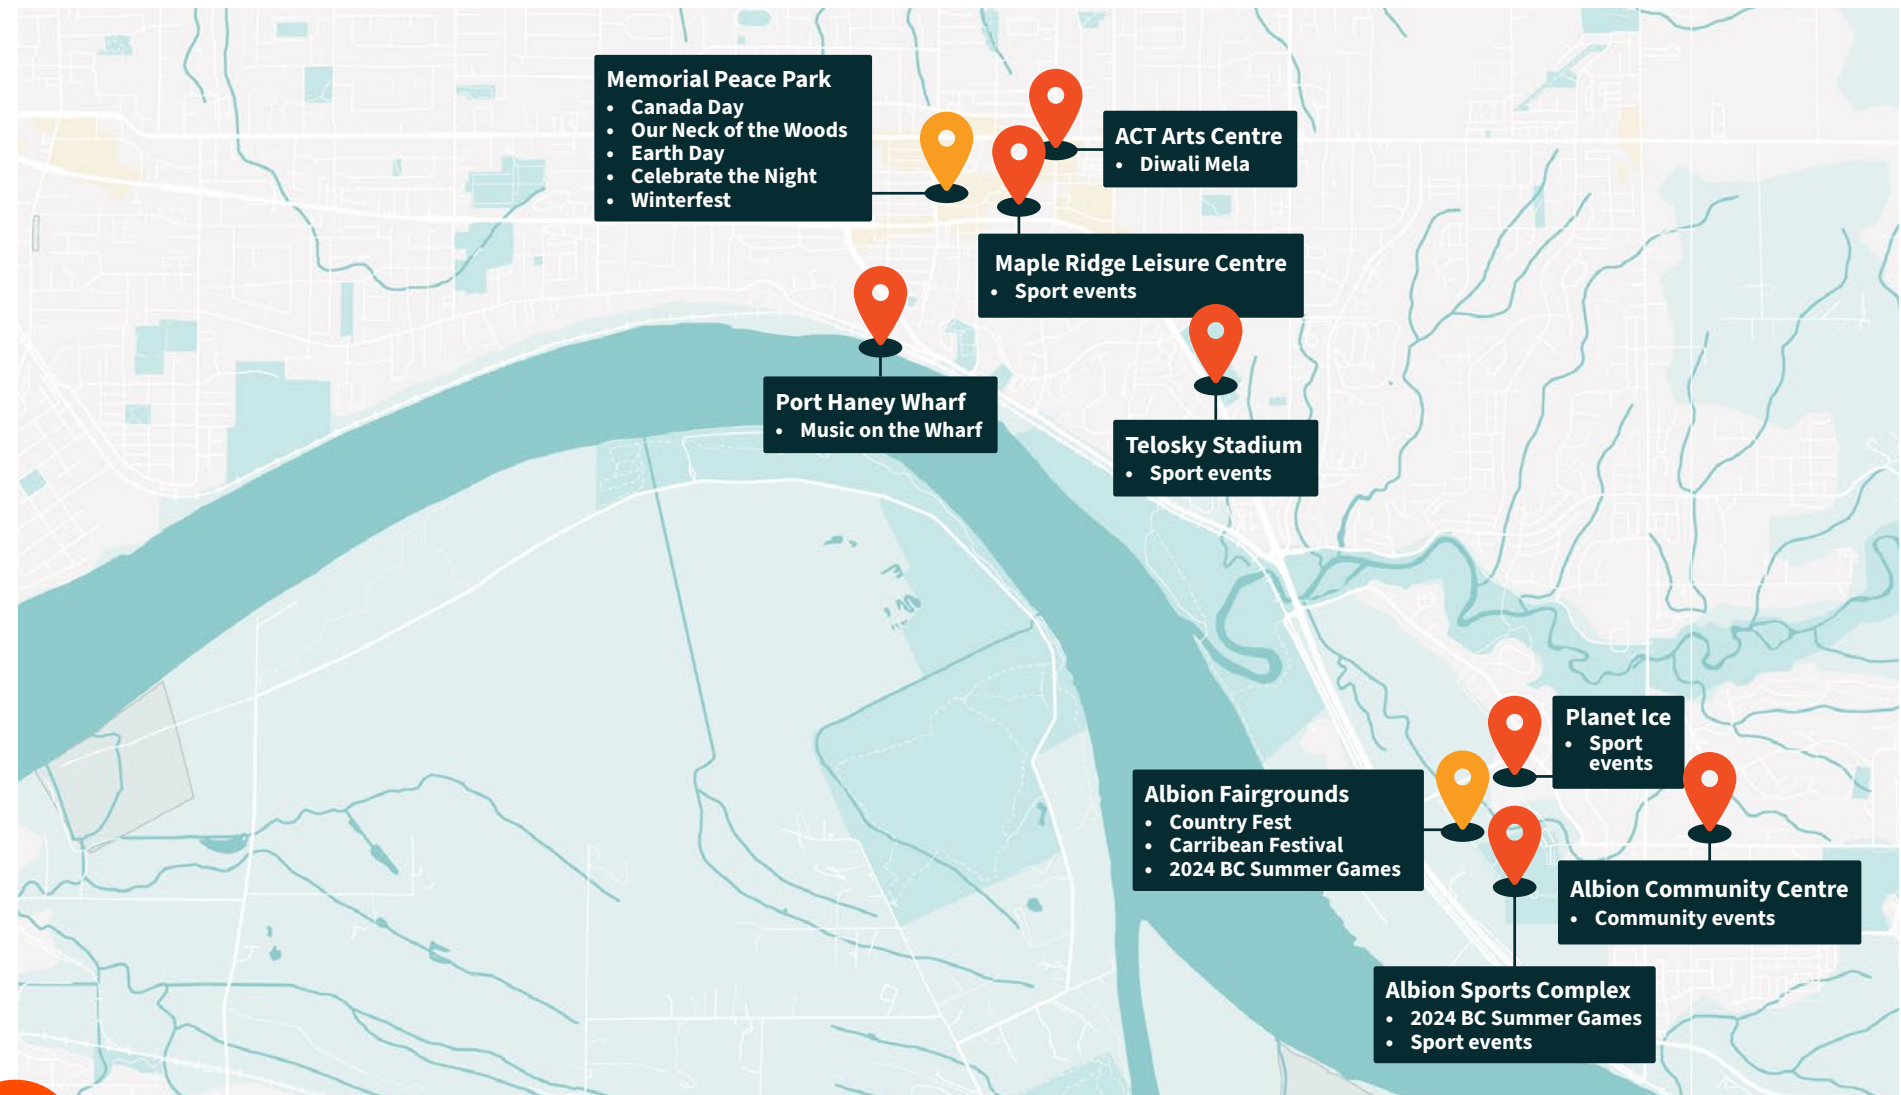 Memorial Peace Park
• Canada Day
• Our Neck of the Woods
• Earth Day
• Celebrate the Night
• Winterfest
ACT Arts Centre
• Diwali Mela
Maple Ridge Leisure Centre
• Sport events
Port Haney Wharf
• Music on the Wharf
Telosky Stadium
• Sport events
Planet Ice
• Sport
events
Albion Fairgrounds
• Country Fest
• Carribean Festival
• 2024 BC Summer Games
Albion Community Centre
• Community events
Albion Sports Complex
• 2024 BC Summer Games
• Sport events